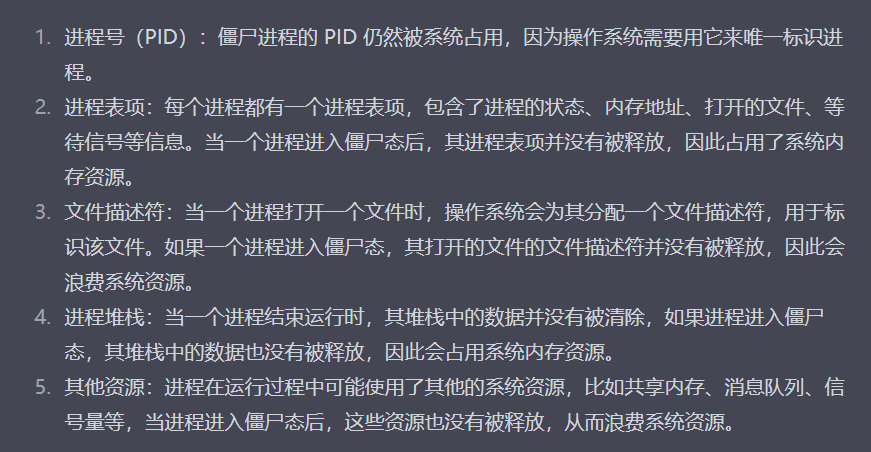 1. 进程号（PID）：僵尸进程的 PID 仍然被系统占用，因为操作系统需要用它来唯一标识进
程。
2. 进程表项：每个进程都有一个进程表项，包含了进程的状态、内存地址、打开的文件、等
待信号等信息。当一个进程进入僵尸态后，其进程表项并没有被释放，因此占用了系统内
存资源。
3. 文件描述符：当一个进程打开一个文件时，操作系统会为其分配一个文件描述符，用于标
识该文件。如果一个进程进入僵尸态，其打开的文件的文件描述符并没有被释放，因此会
浪费系统资源。
4. 进程堆栈：当一个进程结束运行时，其堆栈中的数据并没有被清除，如果进程进入僵尸
态，其堆栈中的数据也没有被释放，因此会占用系统内存资源。
5. 其他资源：进程在运行过程中可能使用了其他的系统资源，比如共享内存、消息队列、信
号量等，当进程进入僵尸态后，这些资源也没有被释放，从而浪费系统资源。